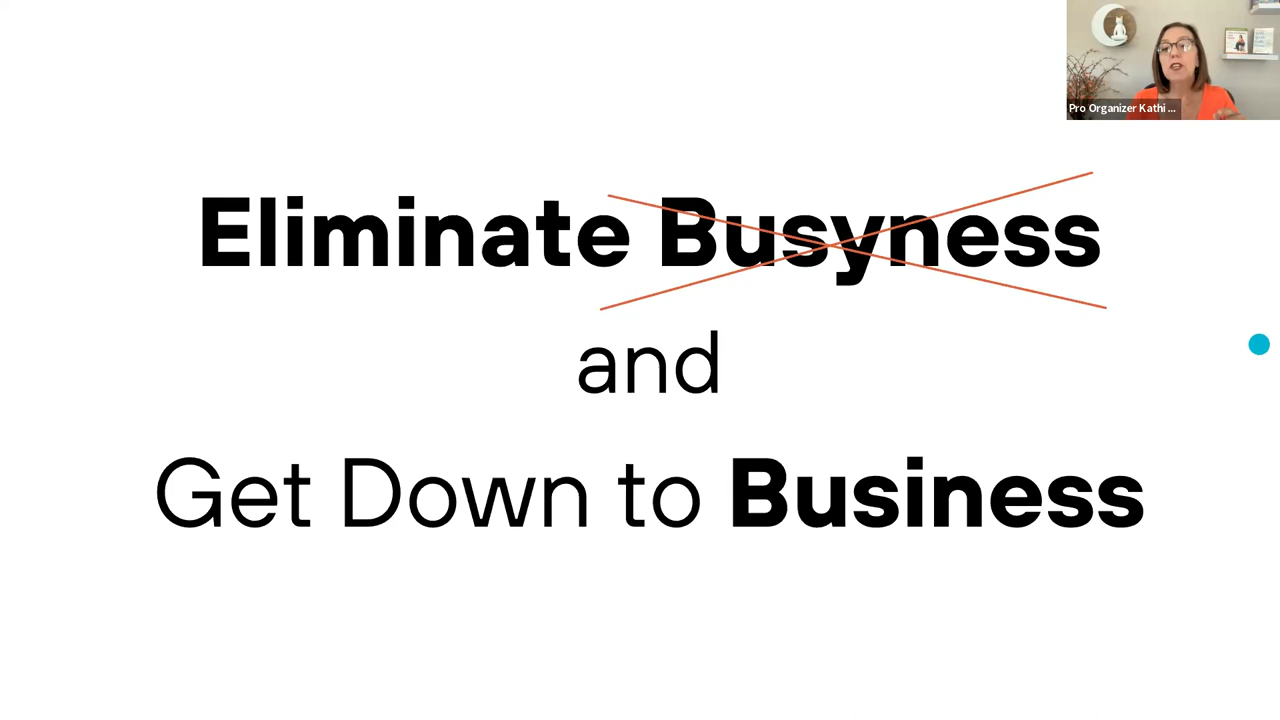 Pro Organizer Kathi ...
Eliminate Busyness
and
Get Down to Business